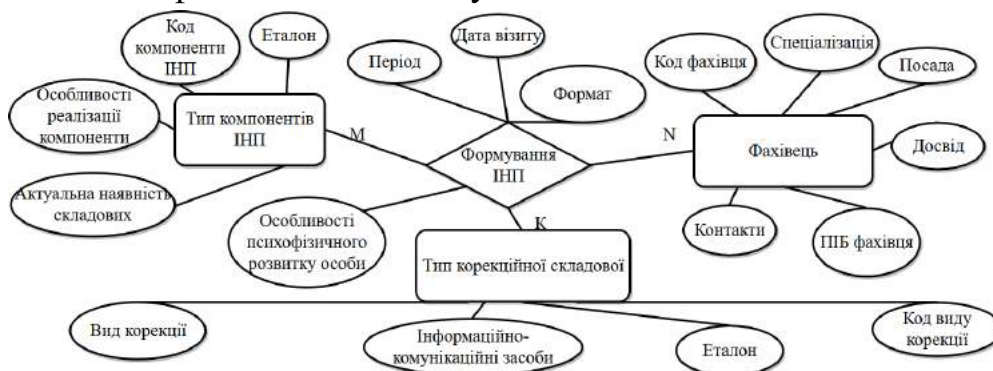 Код
компоненти
ІНП
Еталон
Період
Дата візиту
Формат
Код фахівця
Спеціалізація
Посада
Особливості
реалізації
компоненти
Тип компонентів
ІНП
М
Формування
ІНП
N
Фахівець
Досвід
Актуальна наявність
складових
Особливості
психофізичного
розвитку особи
К
Тип корекційної складової
Контакти
ПІБ фахівця
Вид корекції
Інформаційно-
комунікаційні засоби
Еталон
Код виду
корекції